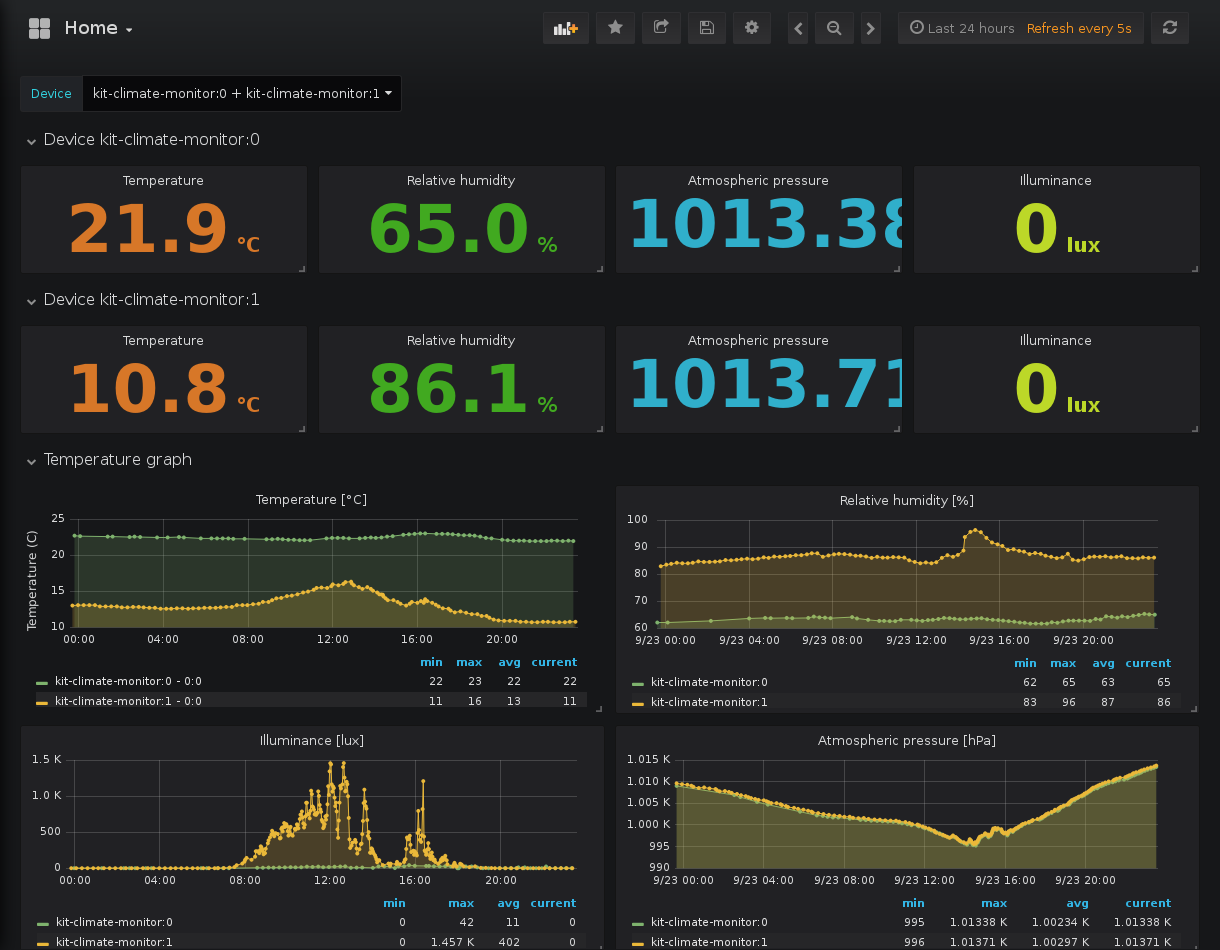 Home
Last 24 hours Refresh every 5s
Device kit-climate-monitor:0 + kit-climate-monitor:1
Device kit-climate-monitor:0
Temperature Relative humidity Atmospheric pressure Illuminance
21.9 °C 65.0 % 1013.38 0 lux
Device kit-climate-monitor:1
Temperature Relative humidity Atmospheric pressure Illuminance
10.8 °C 86.1 % 1013.71 0 lux
Temperature graph
Temperature [°C]
Temperature (C)
25
20
15
10
00:00 04:00 08:00 12:00 16:00 20:00
min max avg current
kit-climate-monitor:0 - 0:0 22 23 22 22
kit-climate-monitor:1 - 0:0 11 16 13 11
Relative humidity [%]
100
90
80
70
60
9/23 00:00 9/23 04:00 9/23 08:00 9/23 12:00 9/23 16:00 9/23 20:00
min max avg current
kit-climate-monitor:0 62 65 63 65
kit-climate-monitor:1 83 96 87 86
Illuminance [lux]
1.5 K
1.0 K
500
0
00:00 04:00 08:00 12:00 16:00 20:00
min max avg current
kit-climate-monitor:0 0 42 11 0
kit-climate-monitor:1 0 1.457 K 402 0
Atmospheric pressure [hPa]
1.015 K
1.010 K
1.005 K
1.000 K
995
990
9/23 00:00 9/23 04:00 9/23 08:00 9/23 12:00 9/23 16:00 9/23 20:00
min max avg current
kit-climate-monitor:0 995 1.01338 K 1.00234 K 1.01338 K
kit-climate-monitor:1 996 1.01371 K 1.00297 K 1.01371 K